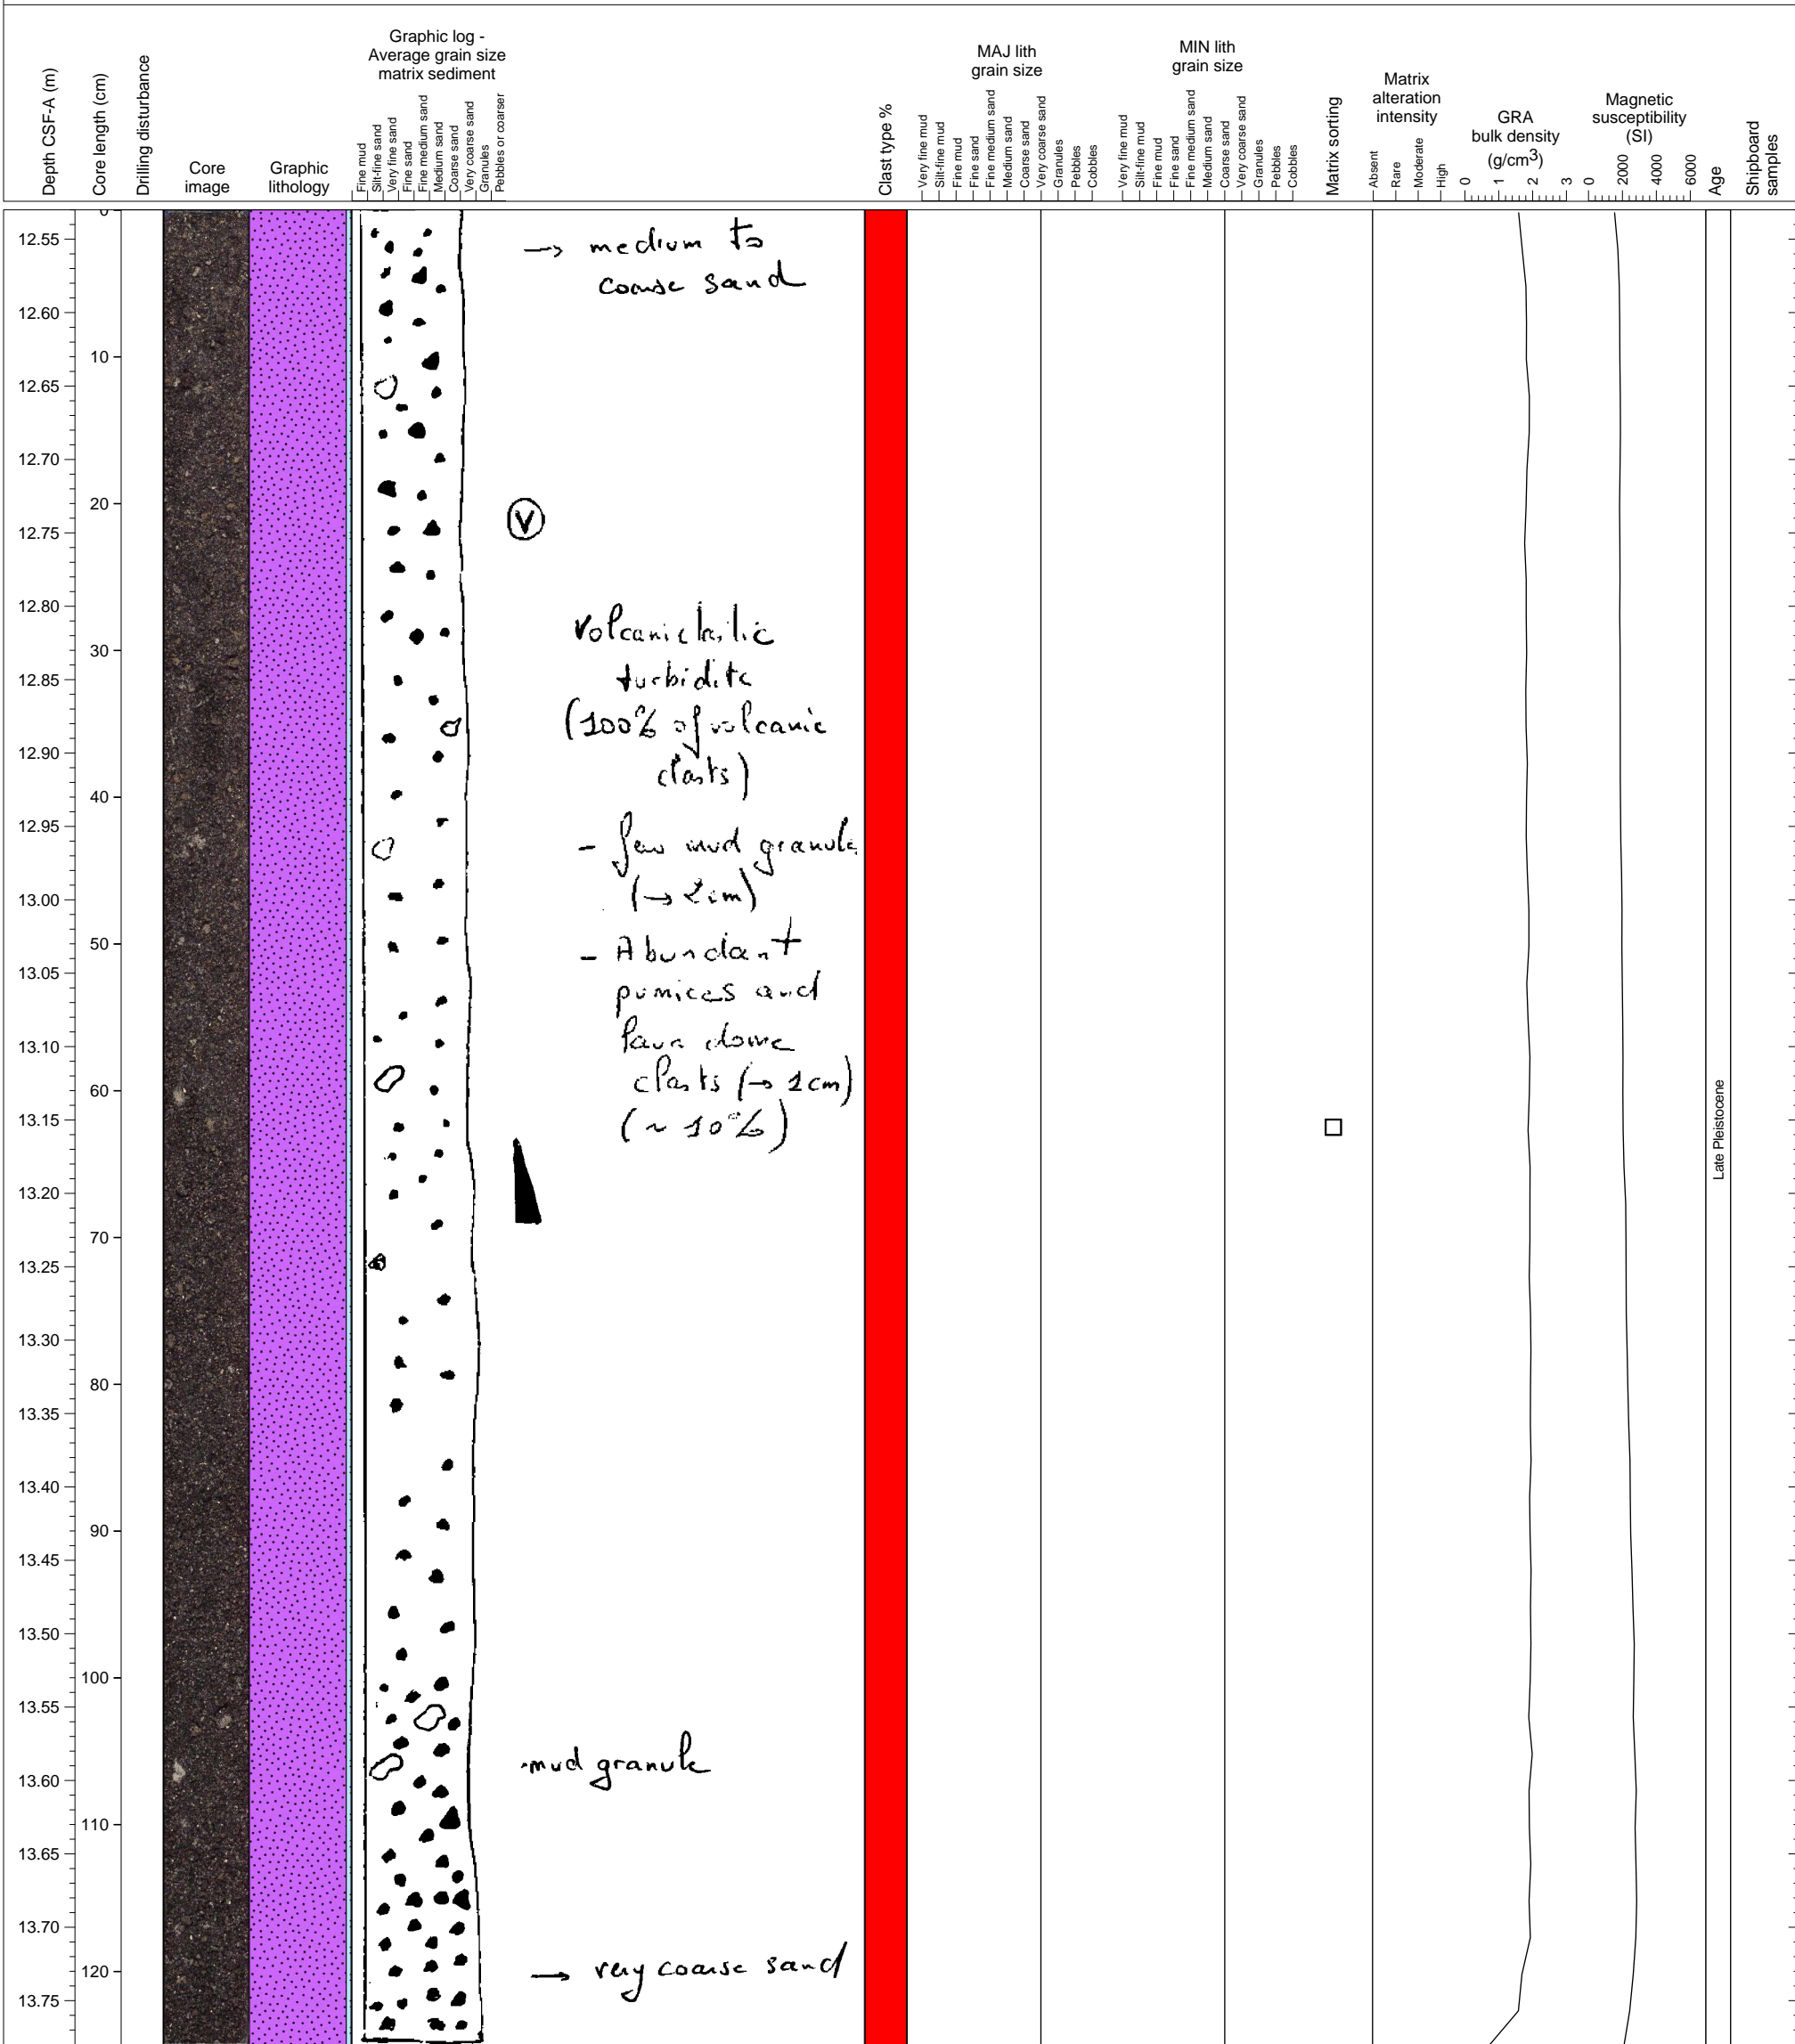 Graphic log -
Average grain size
matrix sediment
MAJ lith
grain size
MIN lith
grain size
Matrix
alteration
intensity
GRA
bulk density
(g/cm3)
Magnetic
susceptibility
(SI)
Depth CSF-A (m)
Core length (cm)
Drilling disturbance
Core
image
Graphic
lithology
Fine mud
Silt-fine sand
Very fine sand
Fine sand
Fine medium sand
Medium sand
Coarse sand
Very coarse sand
Granules
Pebbles or coarser
Clast type %
Very fine mud
Silt-fine mud
Fine mud
Fine sand
Fine medium sand
Medium sand
Coarse sand
Very coarse sand
Granules
Pebbles
Cobbles
Very fine mud
Silt-fine mud
Fine mud
Fine sand
Fine medium sand
Medium sand
Coarse sand
Very coarse sand
Granules
Pebbles
Cobbles
Matrix sorting
Absent
Rare
Moderate
High
0 1 2 3
0 2000 4000 6000
Age
Shipboard
samples
0
12.55
12.60
10
12.65
12.70
20
12.75
12.80
30
12.85
12.90
40
12.95
13.00
50
13.05
13.10
60
13.15
13.20
70
13.25
13.30
80
13.35
13.40
90
13.45
13.50
100
13.55
13.60
110
13.65
13.70
120
13.75
→ medium to
coarse sand
V
Volcaniclastic
turbidite
(100% of volcanic
clasts)
- few mud granule
(→ 2cm)
- Abundant
pumices and
lava dome
clasts (→ 1cm)
(~ 10%)
mud granule
→ very coarse sand
Late Pleistocene